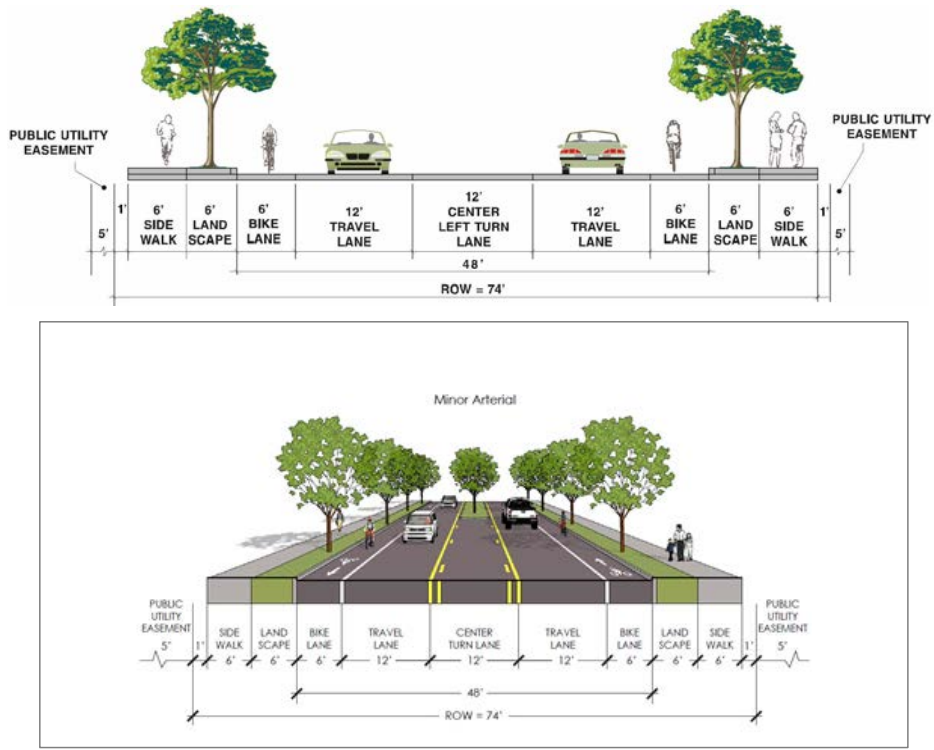 PUBLIC UTILITY
EASEMENT
PUBLIC UTILITY
EASEMENT
5'
1'
6'
SIDE
WALK
6'
LAND
SCAPE
6'
BIKE
LANE
12'
TRAVEL
LANE
12'
CENTER
LEFT TURN
LANE
12'
TRAVEL
LANE
6'
BIKE
LANE
6'
LAND
SCAPE
6'
SIDE
WALK
1'
5'
48'
ROW = 74'
Minor Arterial
PUBLIC
UTILITY
EASEMENT
5'
1'
SIDE
WALK
6'
LAND
SCAPE
6'
BIKE
LANE
6'
TRAVEL
LANE
12'
CENTER
TURN LANE
12'
TRAVEL
LANE
12'
BIKE
LANE
6'
LAND
SCAPE
6'
SIDE
WALK
6'
1'
PUBLIC
UTILITY
EASEMENT
5'
48'
ROW = 74'